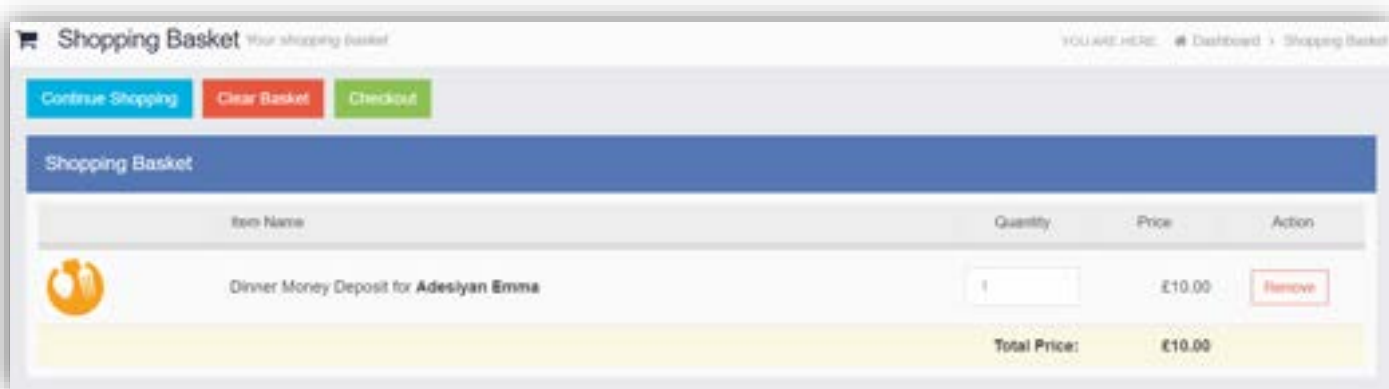 Shopping Basket Your shopping basket
YOU ARE HERE: Dashboard > Shopping Basket
Continue Shopping Clear Basket Checkout
Shopping Basket
Item Name Quantity Price Action
Dinner Money Deposit for Adesiyan Emma 1 £10.00 Remove
Total Price: £10.00